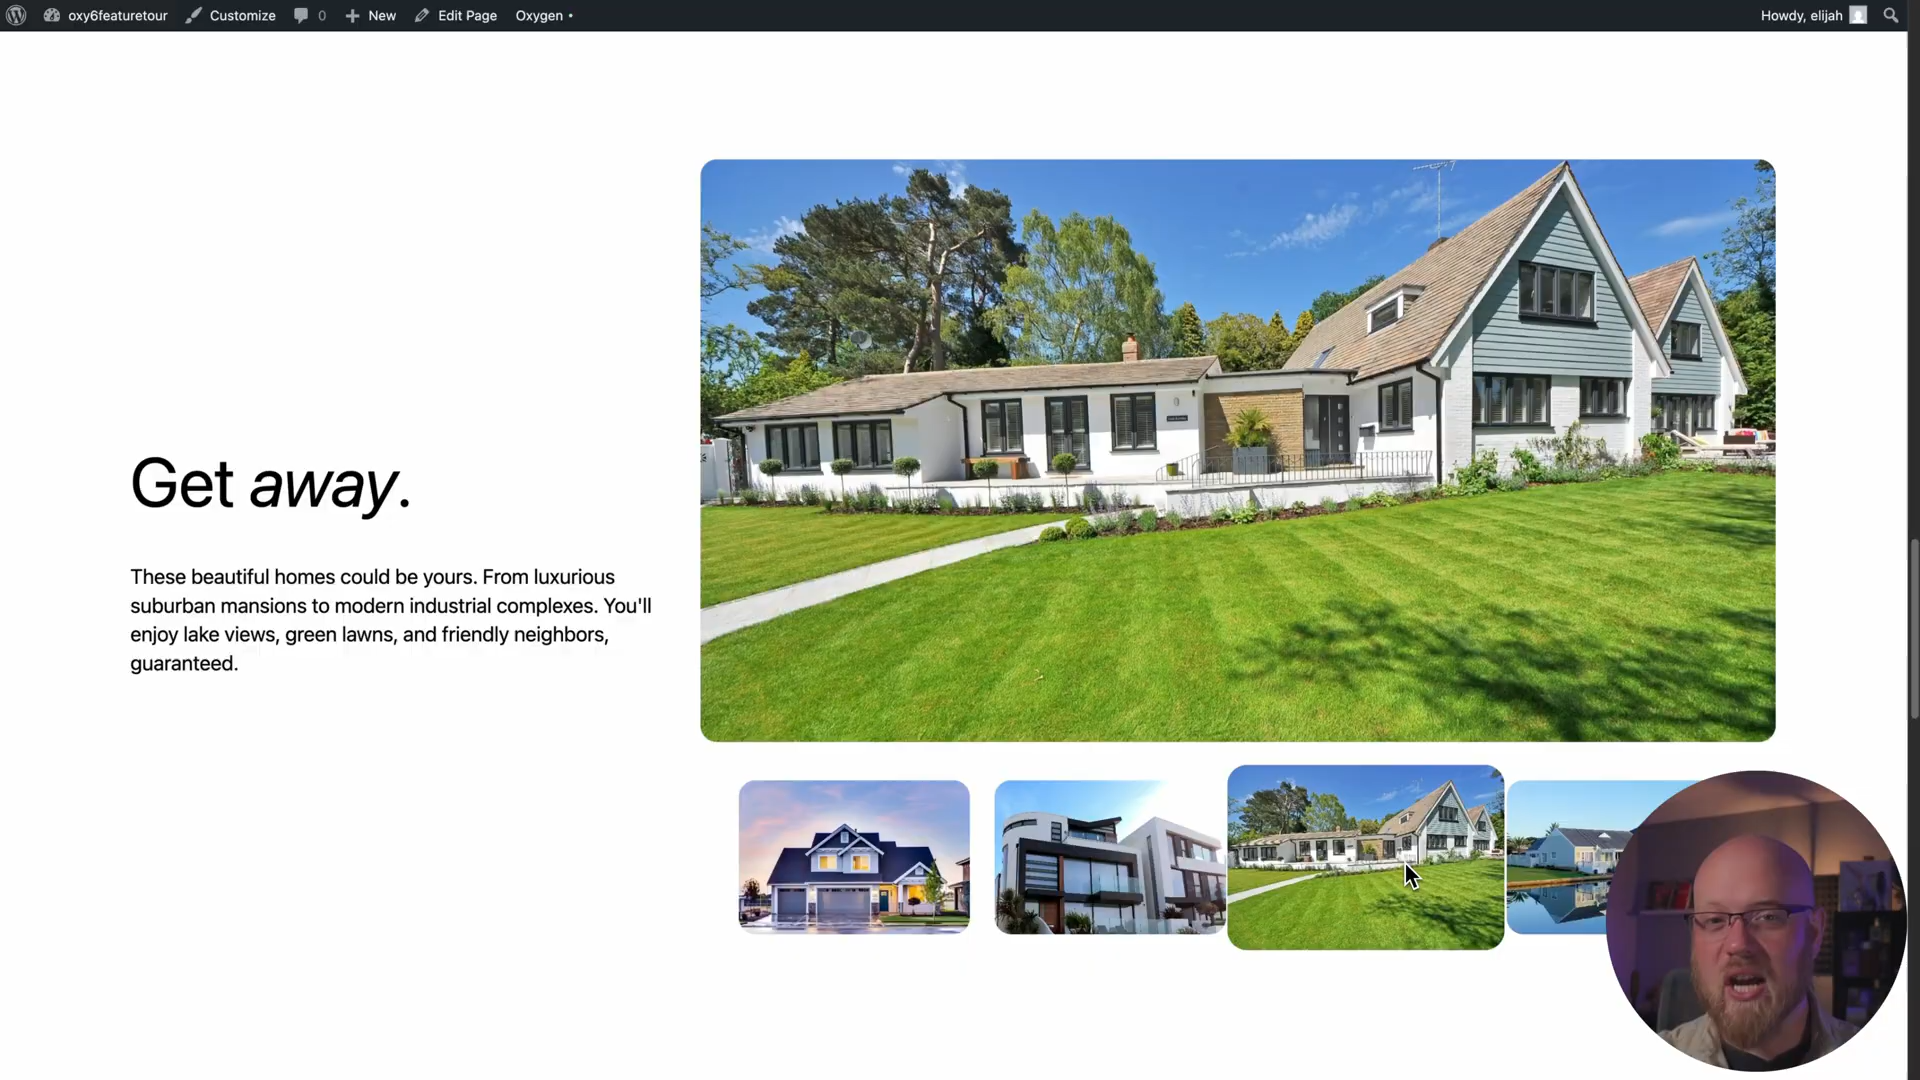 oxy6featuretour
Customize
0
New
Edit Page
Oxygen •
Howdy, elijah
Get away.
These beautiful homes could be yours. From luxurious
suburban mansions to modern industrial complexes. You'll
enjoy lake views, green lawns, and friendly neighbors,
guaranteed.